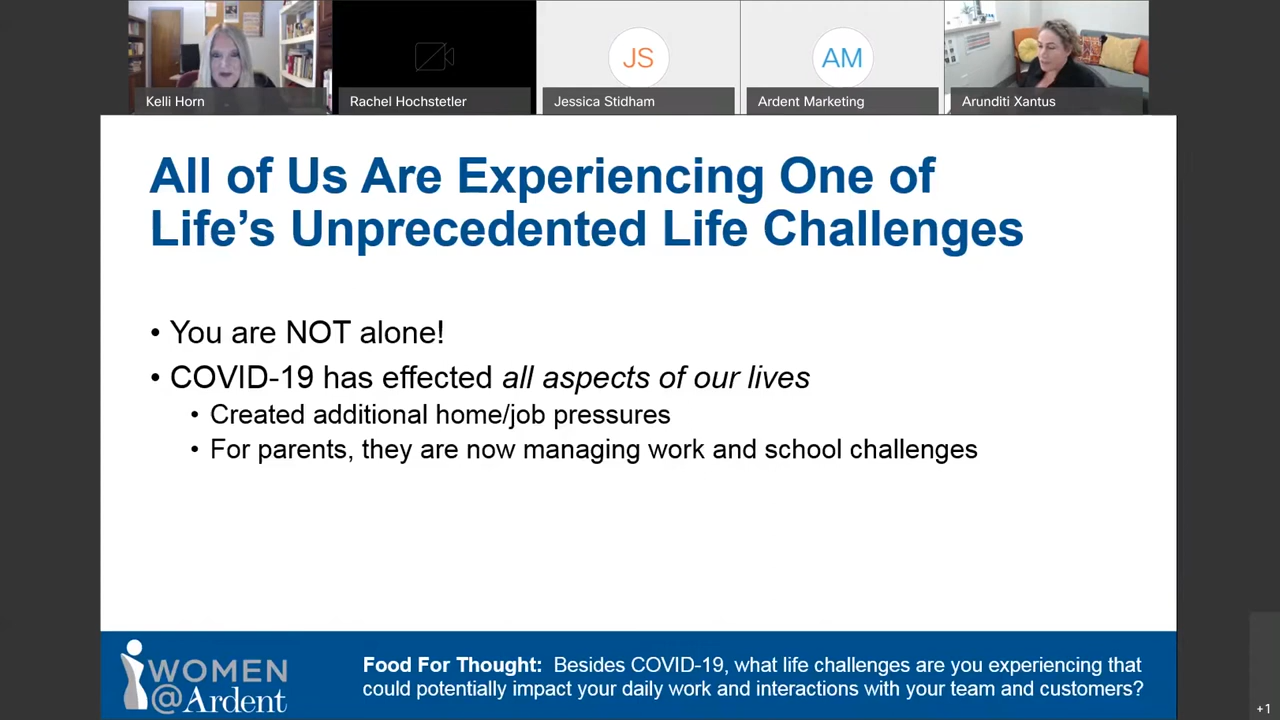 Kelli Horn
Rachel Hochstetler
JS
Jessica Stidham
AM
Ardent Marketing
Arunditi Xantus
All of Us Are Experiencing One of
Life’s Unprecedented Life Challenges
• You are NOT alone!
• COVID-19 has effected all aspects of our lives
• Created additional home/job pressures
• For parents, they are now managing work and school challenges
WOMEN
@Ardent
Food For Thought: Besides COVID-19, what life challenges are you experiencing that
could potentially impact your daily work and interactions with your team and customers?
+1